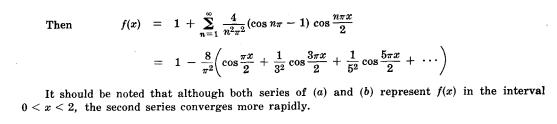 Then f(x) = 1 + ∑_{n=1}^{∞} 4/(n²π²) (cos nπ − 1) cos nπx/2
= 1 − 8/π² (cos πx/2 + 1/3² cos 3πx/2 + 1/5² cos 5πx/2 + ···)
It should be noted that although both series of (a) and (b) represent f(x) in the interval
0 < x < 2, the second series converges more rapidly.